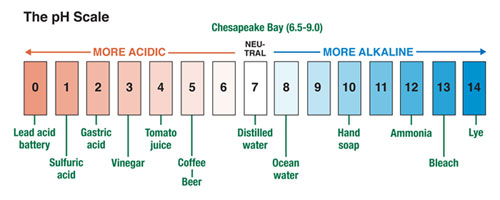 The pH Scale
Chesapeake Bay (6.5-9.0)
MORE ACIDIC
NEU-
TRAL
MORE ALKALINE
0 1 2 3 4 5 6 7 8 9 10 11 12 13 14
Lead acid
battery
Sulfuric
acid
Gastric
acid
Vinegar
Tomato
juice
Coffee
Beer
Distilled
water
Ocean
water
Hand
soap
Ammonia
Bleach
Lye